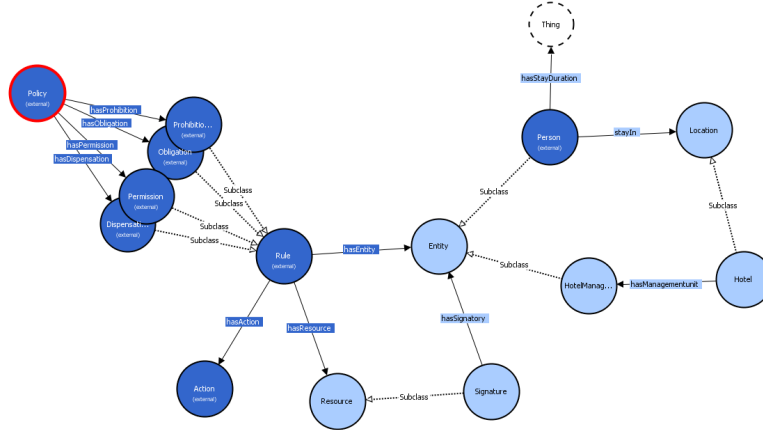 Thing
hasStayDuration
Policy
(external)
hasProhibition
hasObligation
hasPermission
hasDispensation
Prohibitio...
(external)
Obligation
(external)
Permission
(external)
Dispensati...
(external)
Subclass
Subclass
Subclass
Subclass
Person
(external)
stayIn
Location
Subclass
Subclass
Rule
(external)
hasEntity
Entity
Subclass
HotelManag...
hasManagementunit
Hotel
hasAction
hasResource
hasSignatory
Action
(external)
Resource
Subclass
Signature